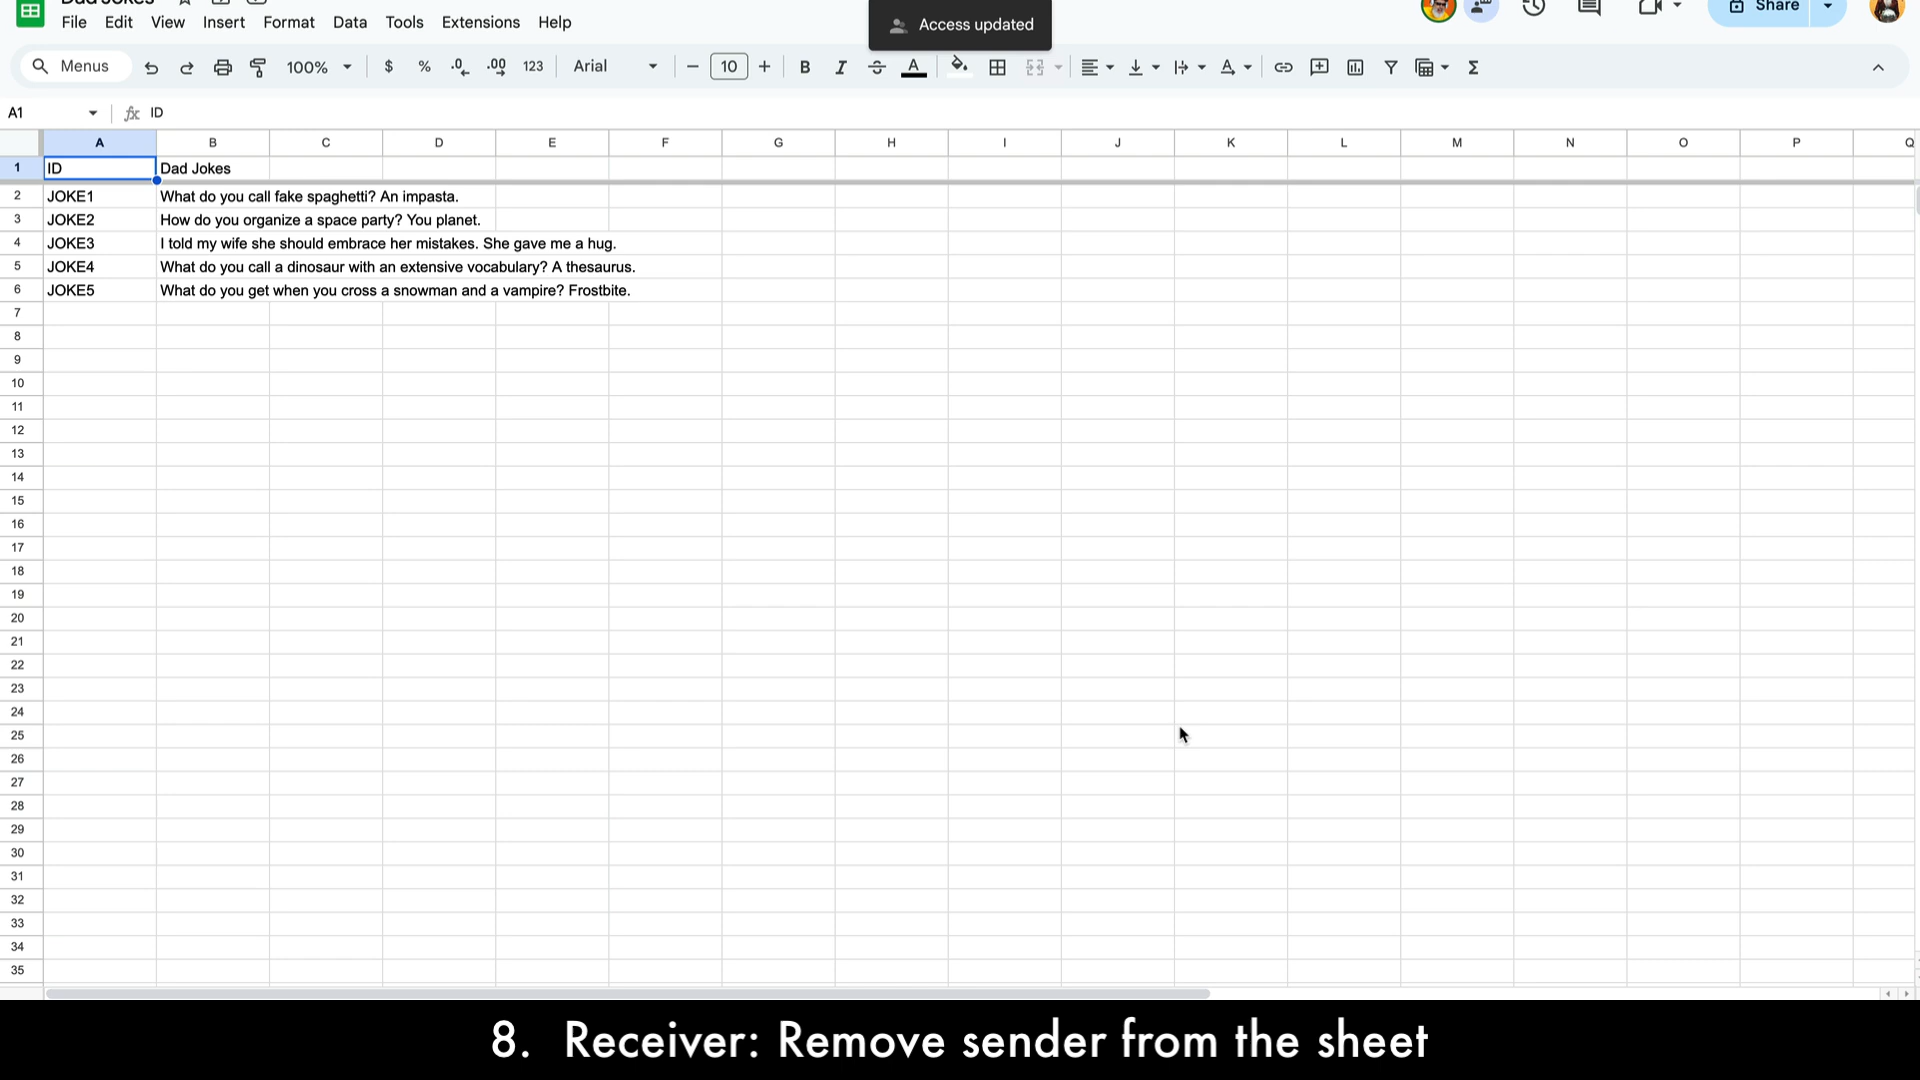 Dad Jokes
File Edit View Insert Format Data Tools Extensions Help
Access updated
Share
Menus 100% $ % .0 .00 123 Arial 10 B I A Σ
A1 fx ID
A B C D E F G H I J K L M N O P Q
1 ID Dad Jokes
2 JOKE1 What do you call fake spaghetti? An impasta.
3 JOKE2 How do you organize a space party? You planet.
4 JOKE3 I told my wife she should embrace her mistakes. She gave me a hug.
5 JOKE4 What do you call a dinosaur with an extensive vocabulary? A thesaurus.
6 JOKE5 What do you get when you cross a snowman and a vampire? Frostbite.
7
8
9
10
11
12
13
14
15
16
17
18
19
20
21
22
23
24
25
26
27
28
29
30
31
32
33
34
35
8. Receiver: Remove sender from the sheet